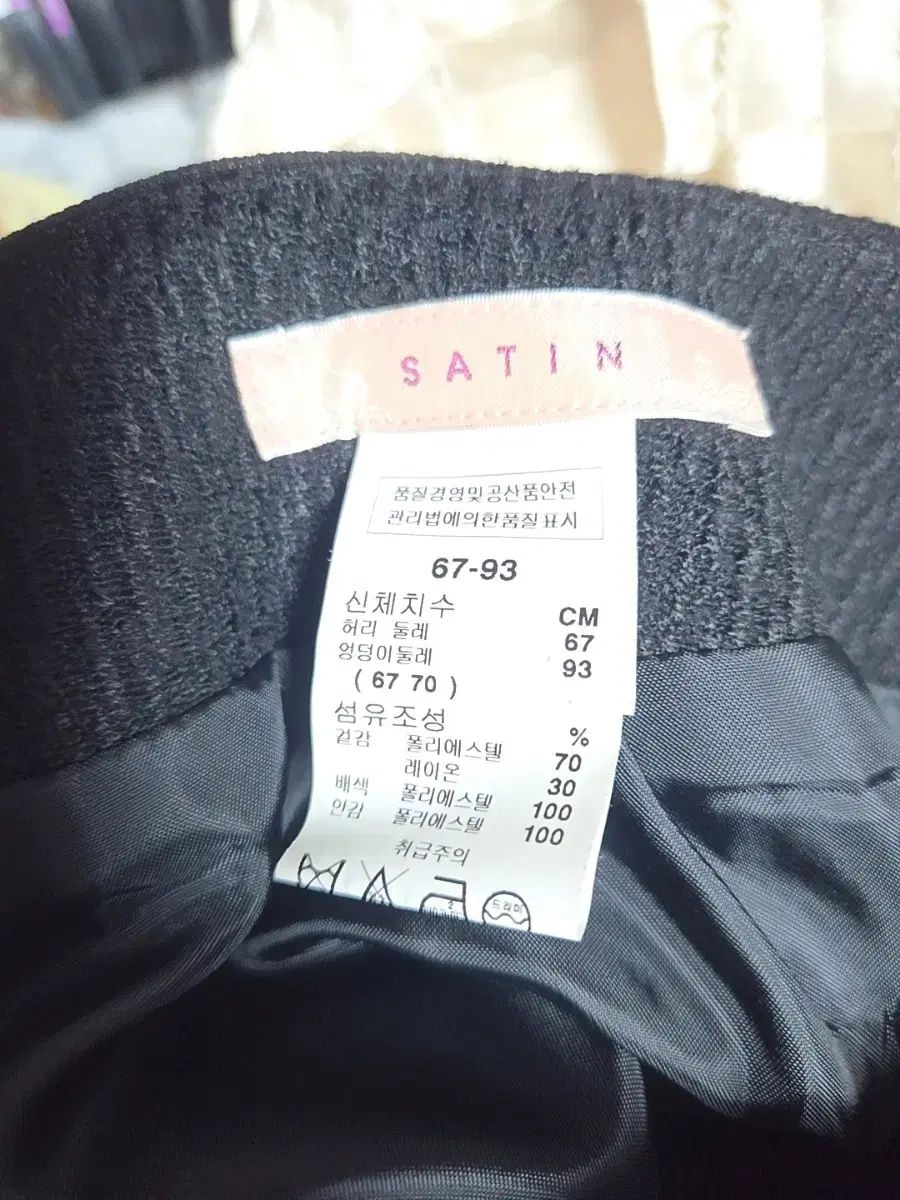 SATIN
품질경영및공산품안전
관리법에의한품질표시
67-93
신체치수 CM
허리 둘레 67
엉덩이둘레 93
( 67 70 )
섬유조성 %
겉감 폴리에스텔 70
레이온 30
배색 폴리에스텔 100
안감 폴리에스텔 100
취급주의
드라이